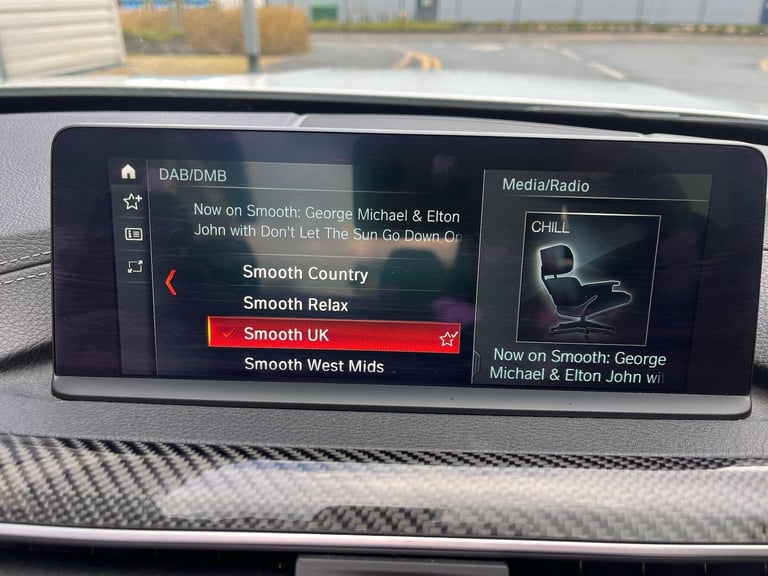 DAB/DMB
Now on Smooth: George Michael & Elton
John with Don't Let The Sun Go Down On
Smooth Country
Smooth Relax
Smooth UK
Smooth West Mids
Media/Radio
CHILL
Now on Smooth: George
Michael & Elton John wi